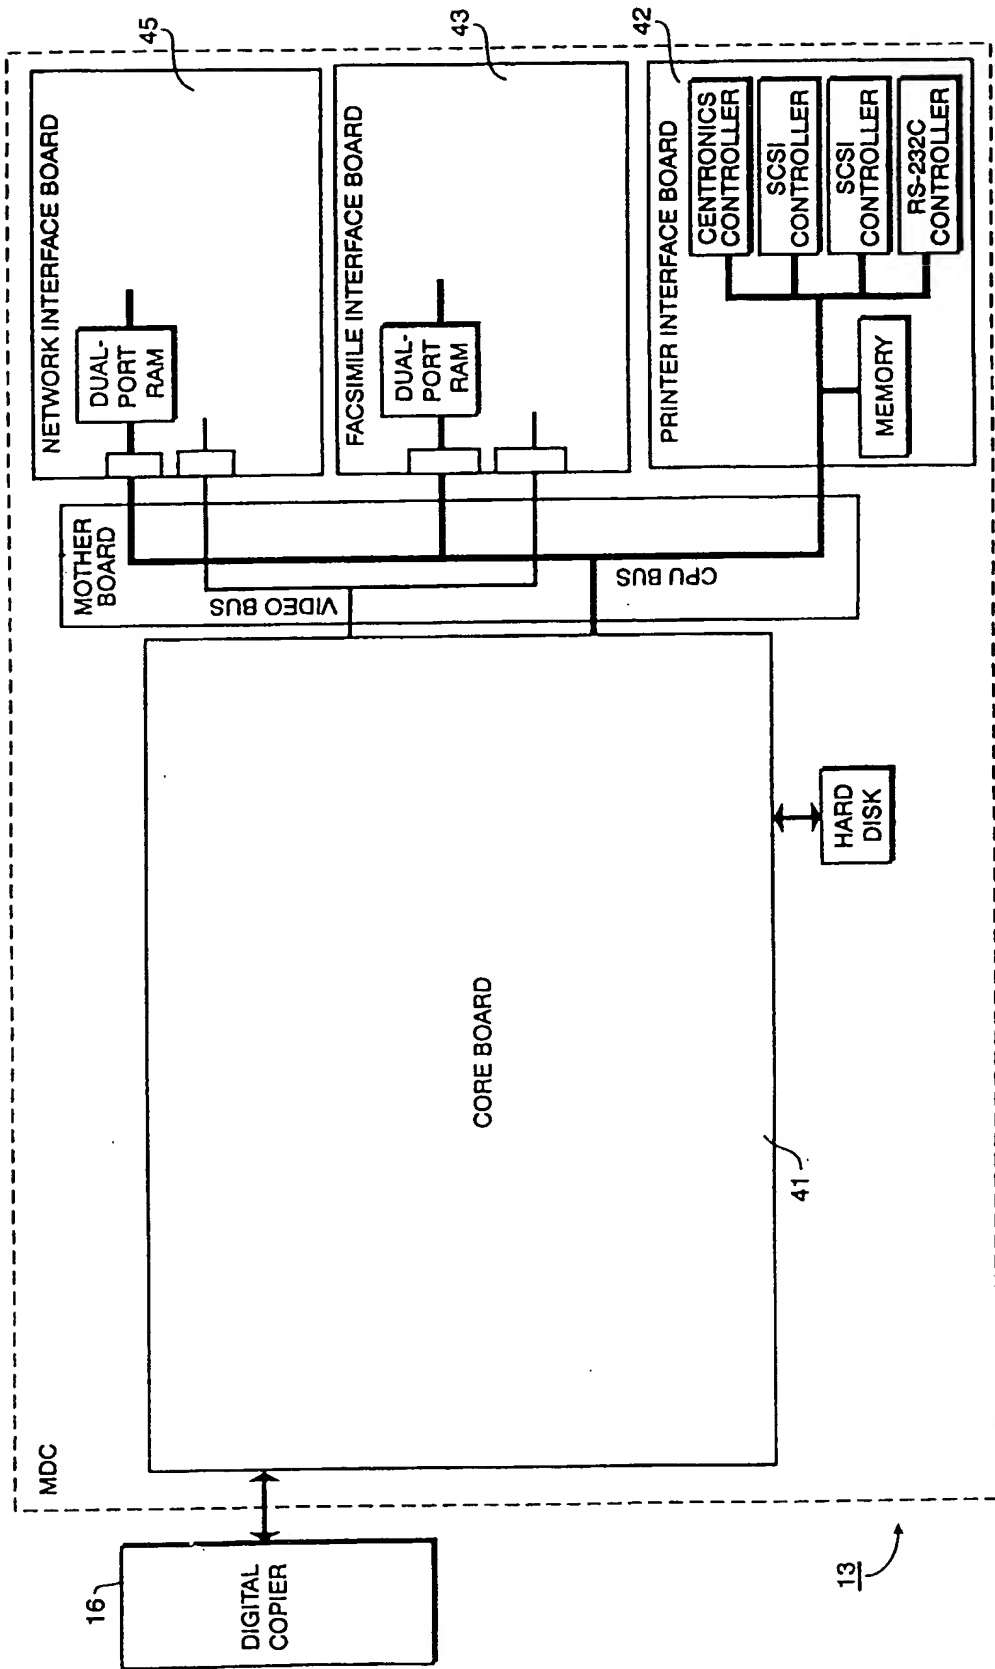 MDC
16
DIGITAL
COPIER
13
CORE BOARD
41
HARD
DISK
MOTHER
BOARD
VIDEO BUS
CPU BUS
NETWORK INTERFACE BOARD
45
DUAL-
PORT
RAM
FACSIMILE INTERFACE BOARD
43
DUAL-
PORT
RAM
PRINTER INTERFACE BOARD
42
CENTRONICS
CONTROLLER
SCSI
CONTROLLER
SCSI
CONTROLLER
RS-232C
CONTROLLER
MEMORY